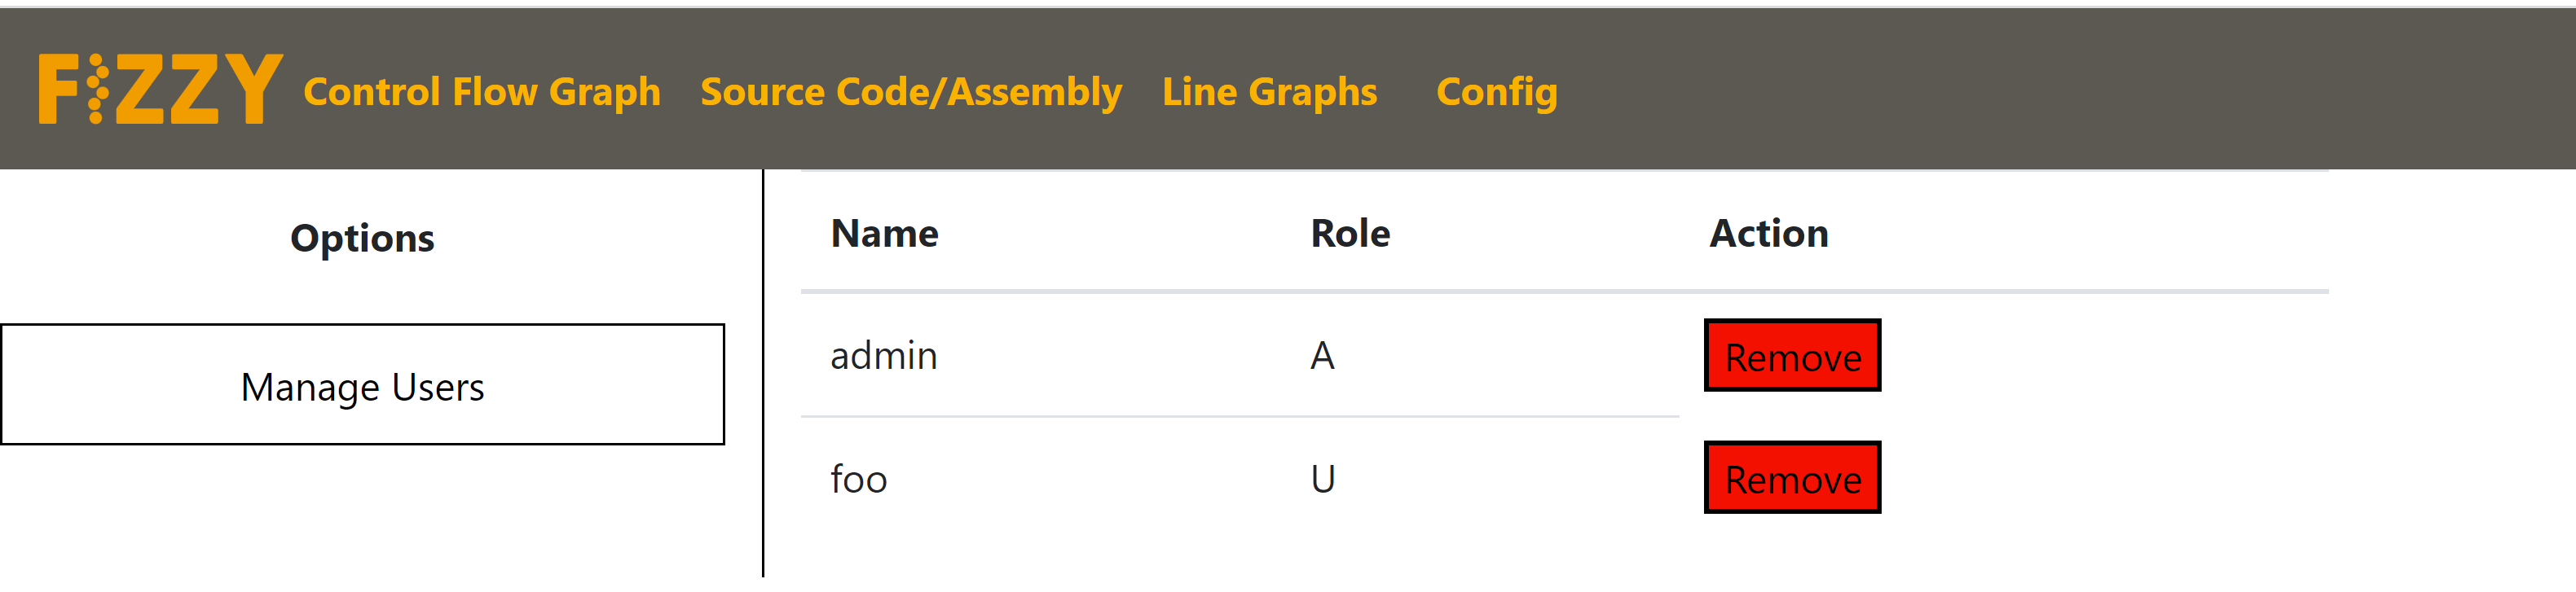 FIZZY Control Flow Graph Source Code/Assembly Line Graphs Config
Options
Manage Users
Name Role Action
admin A Remove
foo U Remove